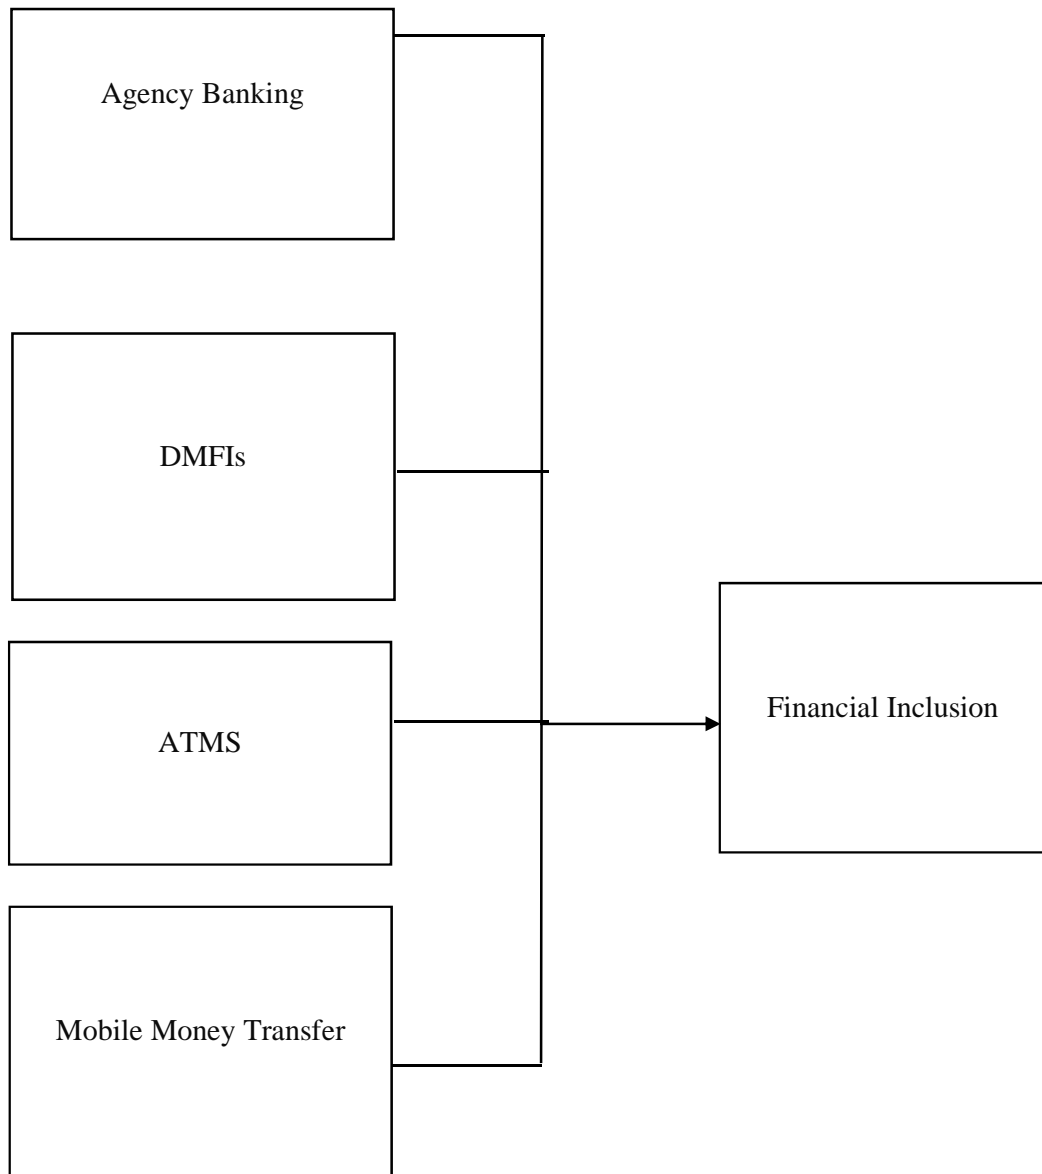 Agency Banking
DMFIs
ATMS
Financial Inclusion
Mobile Money Transfer